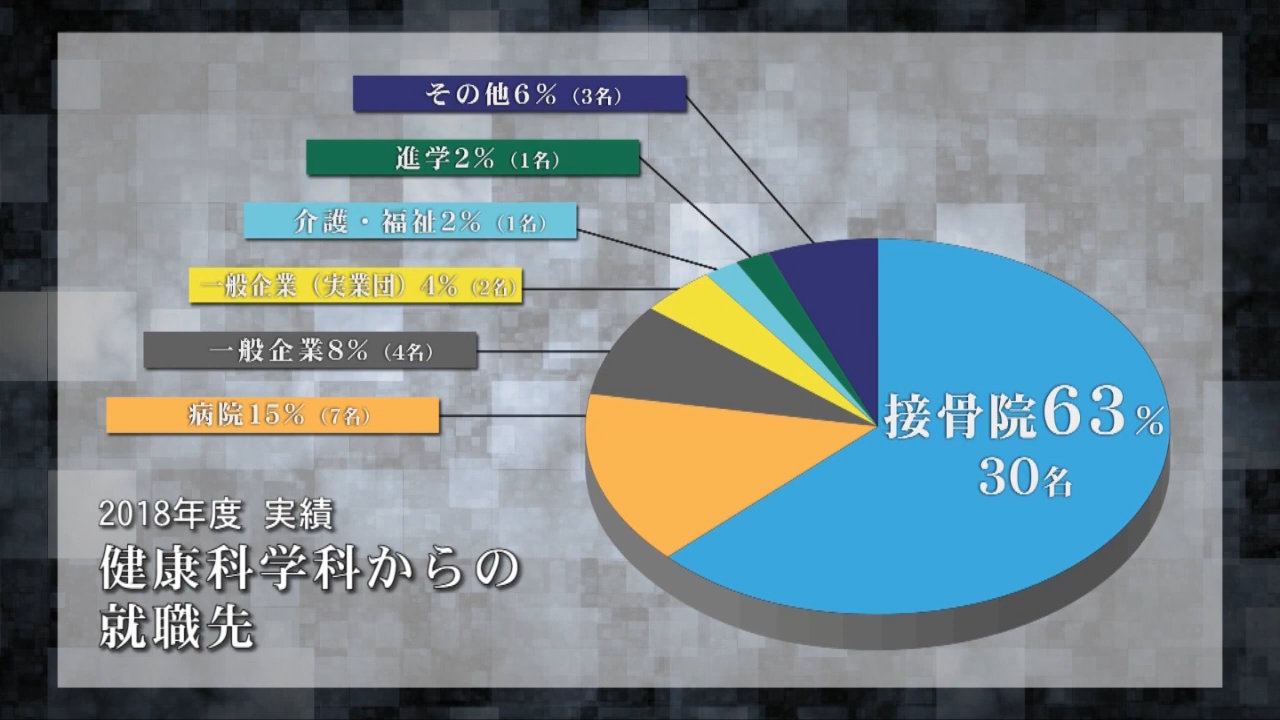 その他6%（3名）
進学2%（1名）
介護・福祉2%（1名）
一般企業（実業団）4%（2名）
一般企業8%（4名）
病院15%（7名）
接骨院63%
30名
2018年度 実績
健康科学科からの
就職先